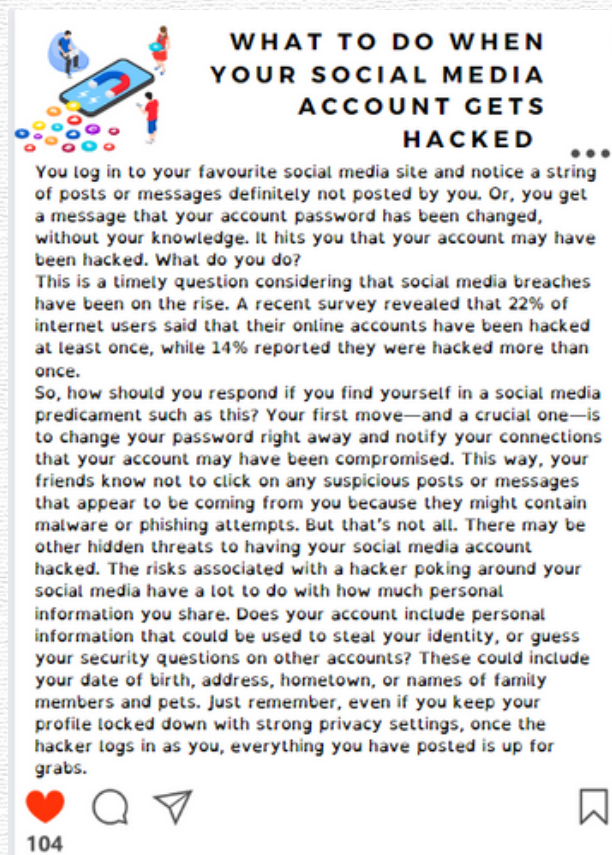 WHAT TO DO WHEN
YOUR SOCIAL MEDIA
ACCOUNT GETS
HACKED
You log in to your favourite social media site and notice a string
of posts or messages definitely not posted by you. Or, you get
a message that your account password has been changed,
without your knowledge. It hits you that your account may have
been hacked. What do you do?
This is a timely question considering that social media breaches
have been on the rise. A recent survey revealed that 22% of
internet users said that their online accounts have been hacked
at least once, while 14% reported they were hacked more than
once.
So, how should you respond if you find yourself in a social media
predicament such as this? Your first move—and a crucial one—is
to change your password right away and notify your connections
that your account may have been compromised. This way, your
friends know not to click on any suspicious posts or messages
that appear to be coming from you because they might contain
malware or phishing attempts. But that's not all. There may be
other hidden threats to having your social media account
hacked. The risks associated with a hacker poking around your
social media have a lot to do with how much personal
information you share. Does your account include personal
information that could be used to steal your identity, or guess
your security questions on other accounts? These could include
your date of birth, address, hometown, or names of family
members and pets. Just remember, even if you keep your
profile locked down with strong privacy settings, once the
hacker logs in as you, everything you have posted is up for
grabs.
104